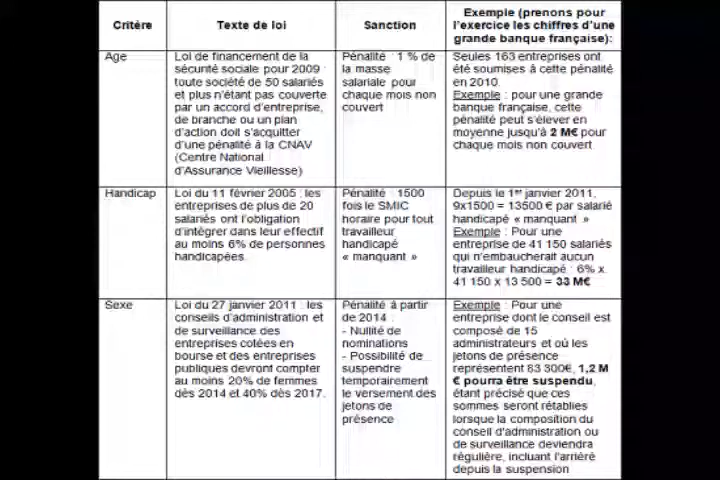 Critère
Texte de loi
Sanction
Exemple (prenons pour
l'exercice les chiffres d'une
grande banque française):
Age
Loi de financement de la
sécurité sociale pour 2009 :
toute société de 50 salariés
et plus n'étant pas couverte
par un accord d'entreprise,
de branche ou un plan
d'action doit s'acquitter
d'une pénalité à la CNAV
(Centre National
d'Assurance Vieillesse)
Pénalité : 1 % de
la masse
salariale pour
chaque mois non
couvert
Seules 163 entreprises ont
été soumises à cette pénalité
en 2010.
Exemple : pour une grande
banque française, cette
pénalité peut s'élever en
moyenne jusqu'à 2 M€ pour
chaque mois non couvert
Handicap
Loi du 11 février 2005 : les
entreprises de plus de 20
salariés ont l'obligation
d'intégrer dans leur effectif
au moins 6% de personnes
handicapées.
Pénalité : 1500
fois le SMIC
horaire pour tout
travailleur
handicapé
« manquant »
Depuis le 1er janvier 2011,
9x1500 = 13500 € par salarié
handicapé « manquant »
Exemple : Pour une
entreprise de 41 150 salariés
qui n'embaucherait aucun
travailleur handicapé : 6% x
41 150 x 13 500 = 33 M€
Sexe
Loi du 27 janvier 2011 : les
conseils d'administration et
de surveillance des
entreprises cotées en
bourse et des entreprises
publiques devront compter
au moins 20% de femmes
dès 2014 et 40% dès 2017.
Pénalité à partir
de 2014 :
- Nullité de
nominations
- Possibilité de
suspendre
temporairement
le versement des
jetons de
présence
Exemple : Pour une
entreprise dont le conseil est
composé de 15
administrateurs et où les
jetons de présence
représentent 83 300€, 1,2 M
€ pourra être suspendu,
étant précisé que ces
sommes seront rétablies
lorsque la composition du
conseil d'administration ou
de surveillance deviendra
régulière, incluant l'arriéré
depuis la suspension